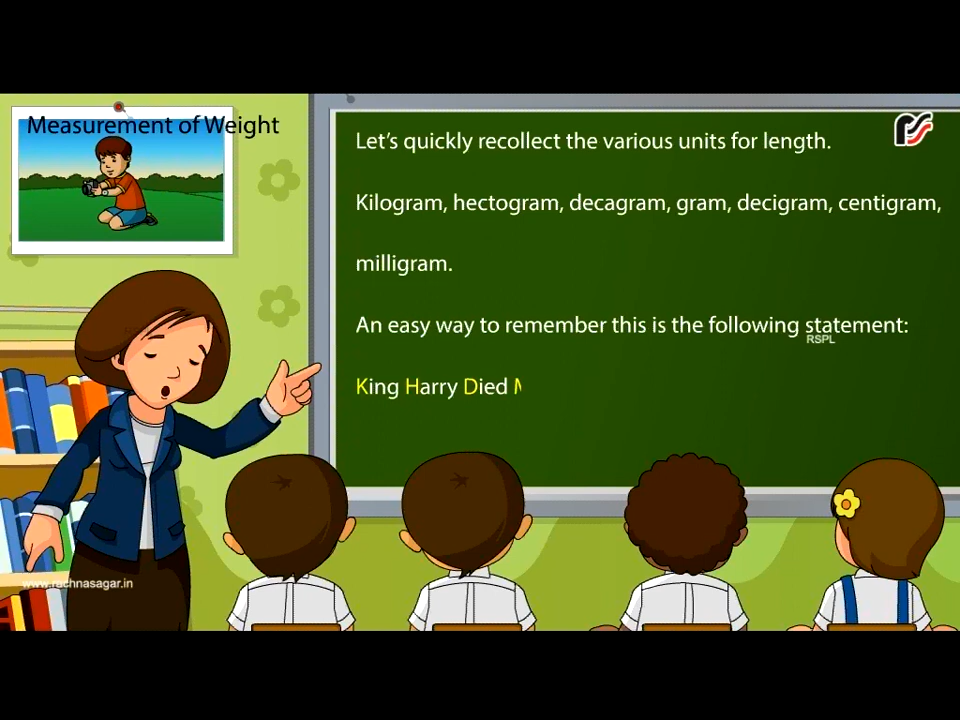 Measurement of Weight
Let's quickly recollect the various units for length.
Kilogram, hectogram, decagram, gram, decigram, centigram,
milligram.
An easy way to remember this is the following statement:
RSPL
King Harry Died
www.rachnasagar.in